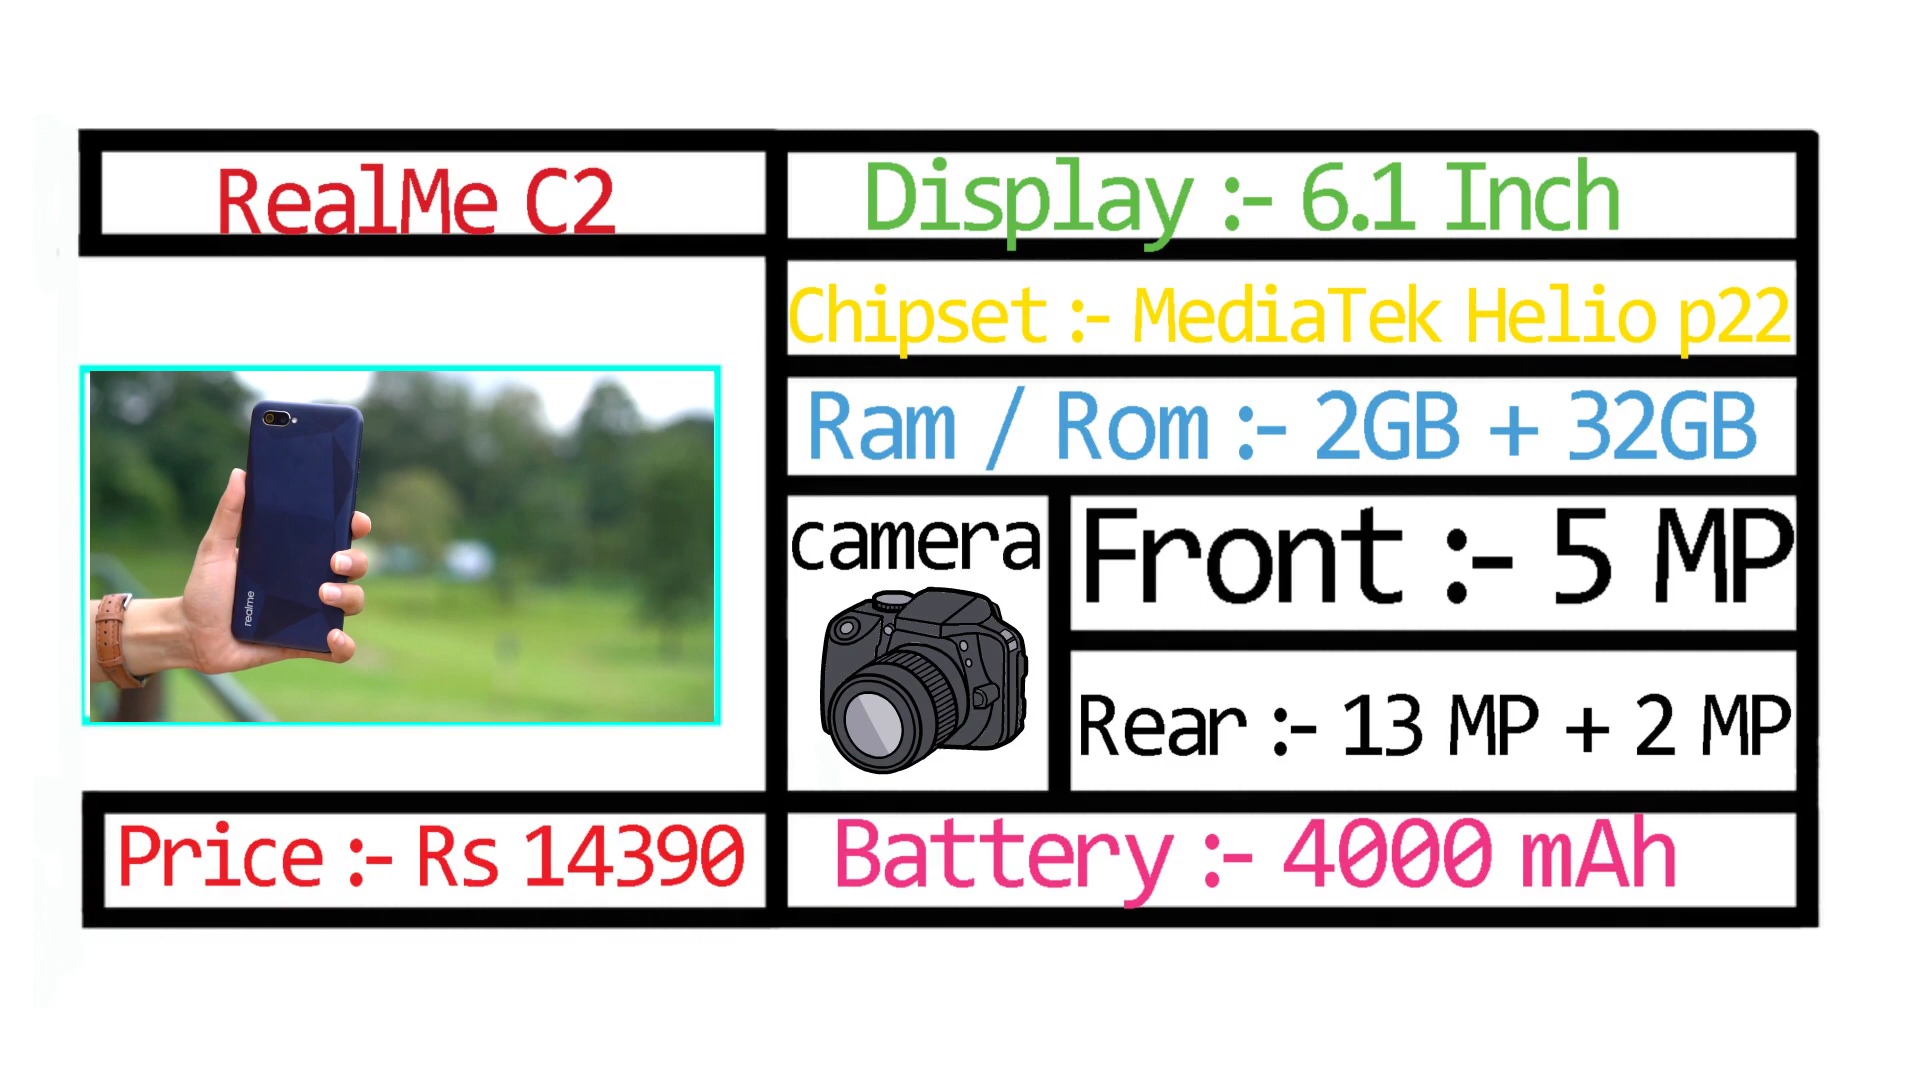 RealMe C2
realme
Price :- Rs 14390
Display :- 6.1 Inch
Chipset :- MediaTek Helio p22
Ram / Rom :- 2GB + 32GB
camera
Front :- 5 MP
Rear :- 13 MP + 2 MP
Battery :- 4000 mAh